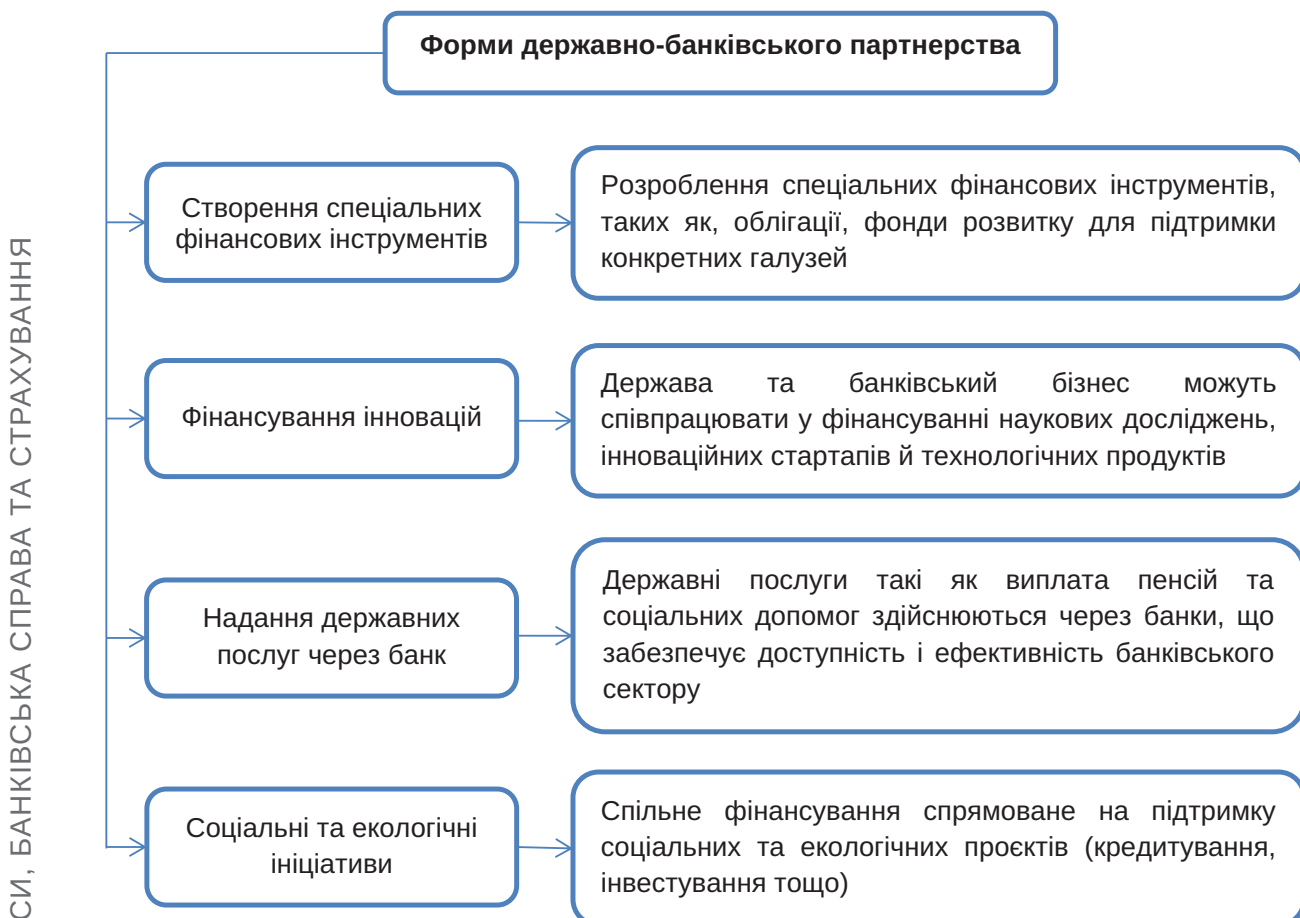 Форми державно-банківського партнерства
Створення спеціальних
фінансових інструментів
Розроблення спеціальних фінансових інструментів,
таких як, облігації, фонди розвитку для підтримки
конкретних галузей
Фінансування інновацій
Держава та банківський бізнес можуть
співпрацювати у фінансуванні наукових досліджень,
інноваційних стартапів й технологічних продуктів
Надання державних
послуг через банк
Державні послуги такі як виплата пенсій та
соціальних допомог здійснюються через банки, що
забезпечує доступність і ефективність банківського
сектору
Соціальні та екологічні
ініціативи
Спільне фінансування спрямоване на підтримку
соціальних та екологічних проєктів (кредитування,
інвестування тощо)
СИ, БАНКІВСЬКА СПРАВА ТА СТРАХУВАННЯ